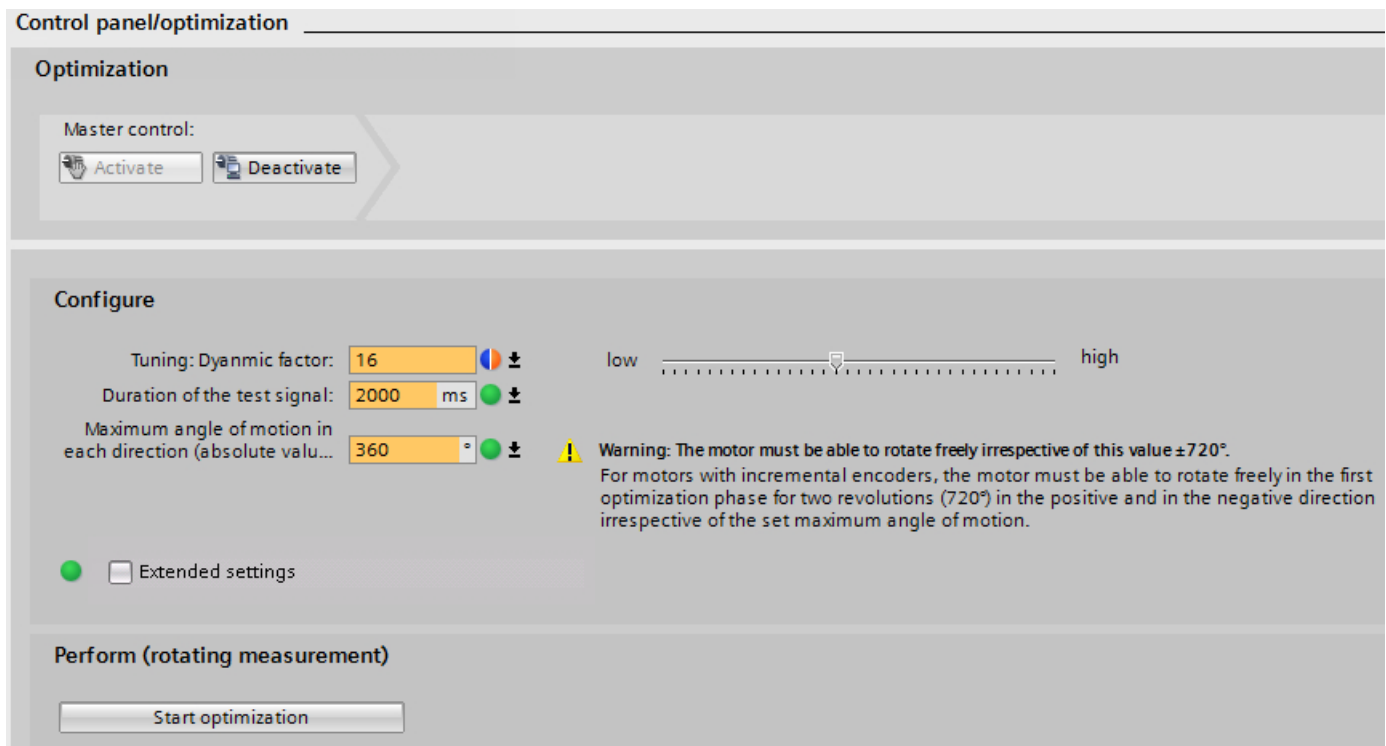 Control panel/optimization
Optimization
Master control:
Activate
Deactivate
Configure
Tuning: Dyanmic factor:
16
low
high
Duration of the test signal:
2000
ms
Maximum angle of motion in
each direction (absolute valu...
360
°
Warning: The motor must be able to rotate freely irrespective of this value ±720°.
For motors with incremental encoders, the motor must be able to rotate freely in the first
optimization phase for two revolutions (720°) in the positive and in the negative direction
irrespective of the set maximum angle of motion.
Extended settings
Perform (rotating measurement)
Start optimization